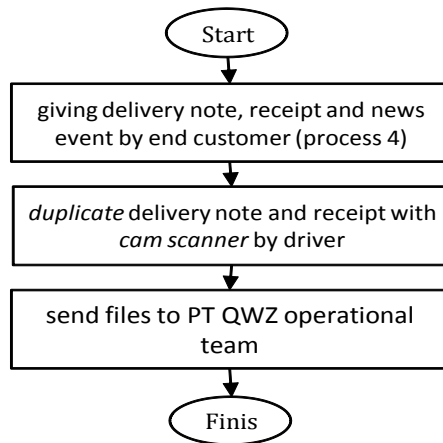 Start
giving delivery note, receipt and news
event by end customer (process 4)
duplicate delivery note and receipt with
cam scanner by driver
send files to PT QWZ operational
team
Finis